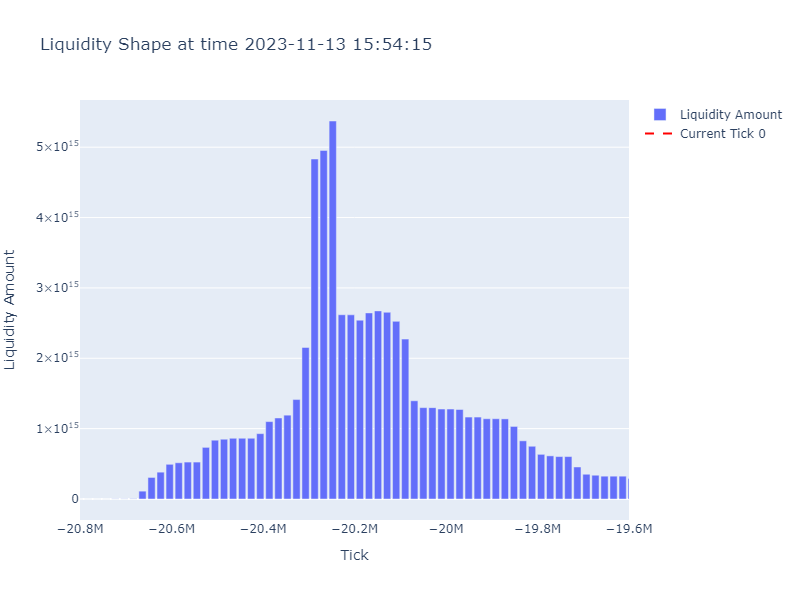 Liquidity Shape at time 2023-11-13 15:54:15
Liquidity Amount
Current Tick 0
5×10¹⁵
4×10¹⁵
3×10¹⁵
2×10¹⁵
1×10¹⁵
0
Liquidity Amount
−20.8M −20.6M −20.4M −20.2M −20M −19.8M −19.6M
Tick